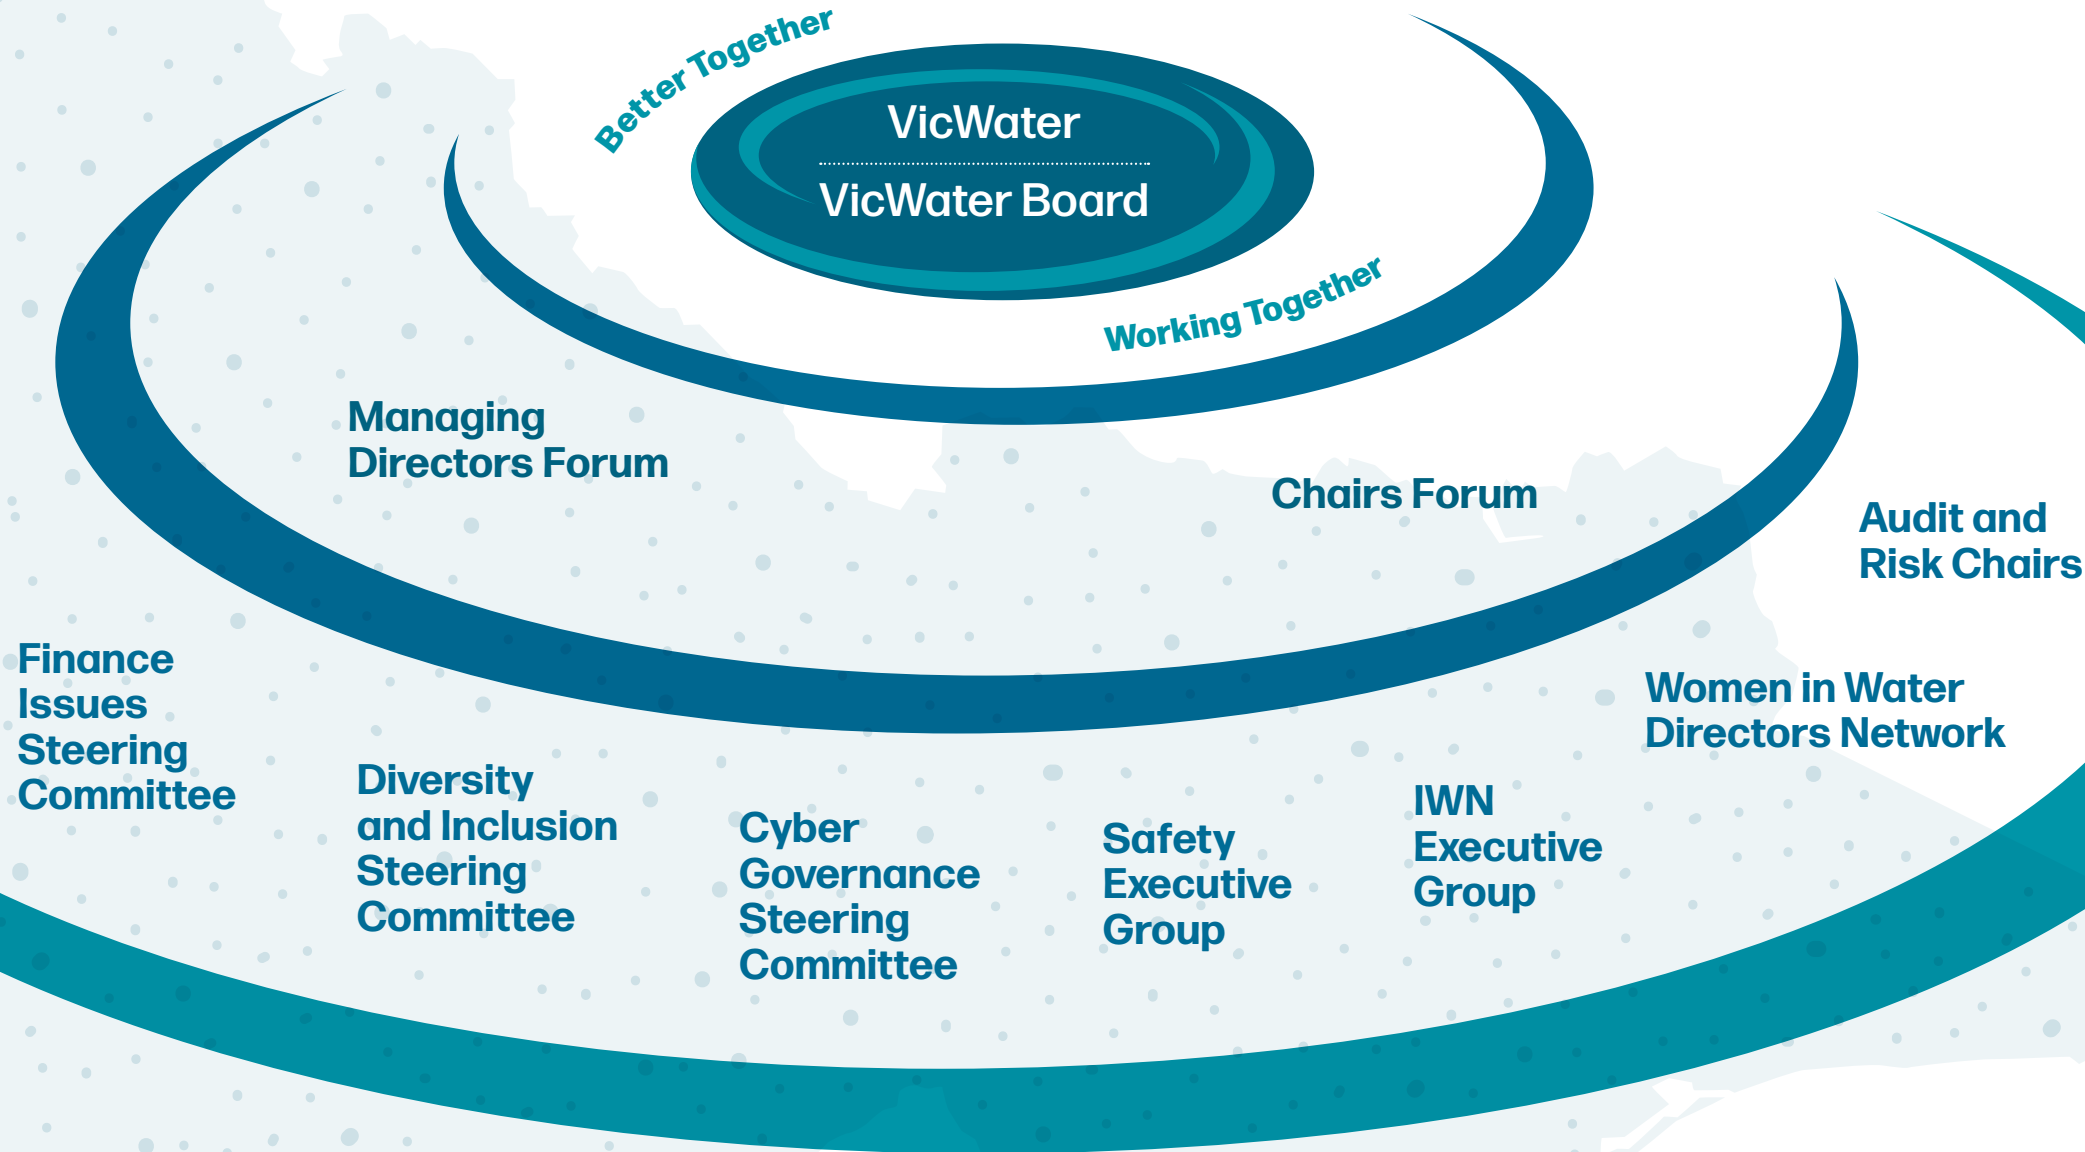 Better Together
VicWater
VicWater Board
Working Together
Managing
Directors Forum
Chairs Forum
Audit and
Risk Chairs
Finance
Issues
Steering
Committee
Diversity
and Inclusion
Steering
Committee
Cyber
Governance
Steering
Committee
Safety
Executive
Group
IWN
Executive
Group
Women in Water
Directors Network